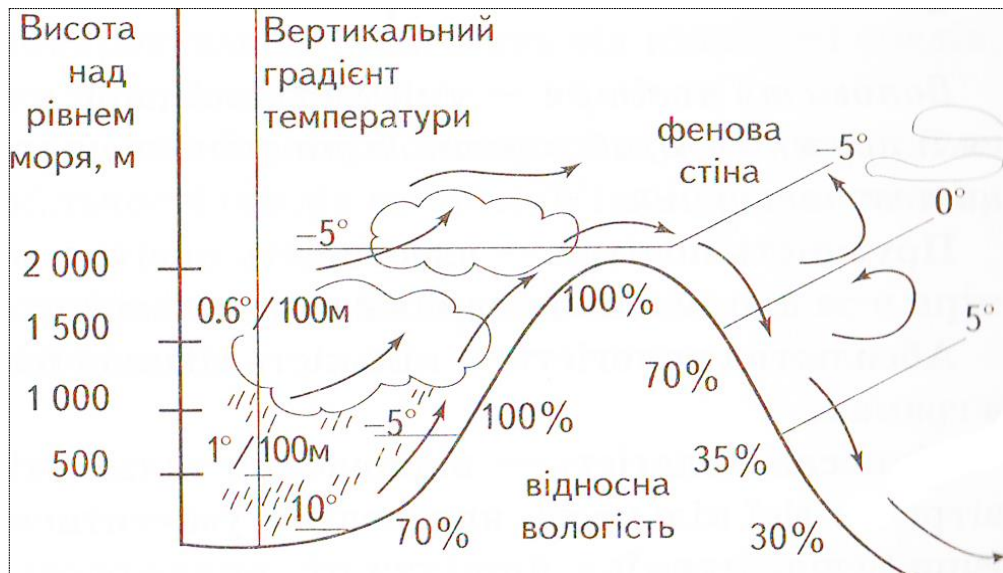 Висота
над
рівнем
моря, м
Вертикальний
градієнт
температури
фенова
стіна
–5°
0°
–5°
2 000
100%
0.6°/100м
1 500
5°
70%
1 000
–5°
100%
1°/100м
500
35%
відносна
вологість
10°
70%
30%